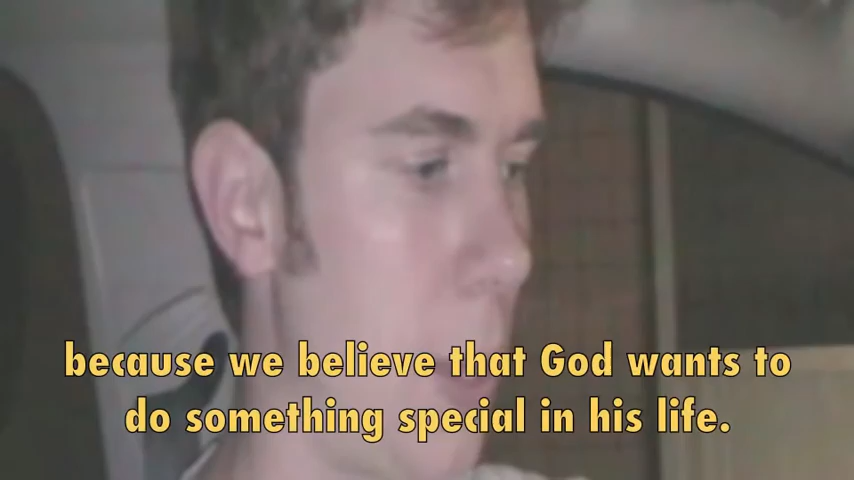 because we believe that God wants to
do something special in his life.